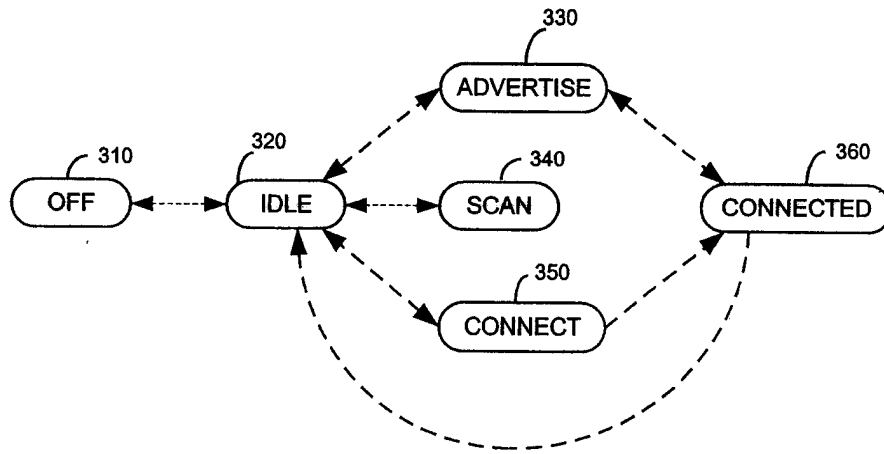 330
ADVERTISE
310
320
340
360
OFF
IDLE
SCAN
CONNECTED
350
CONNECT